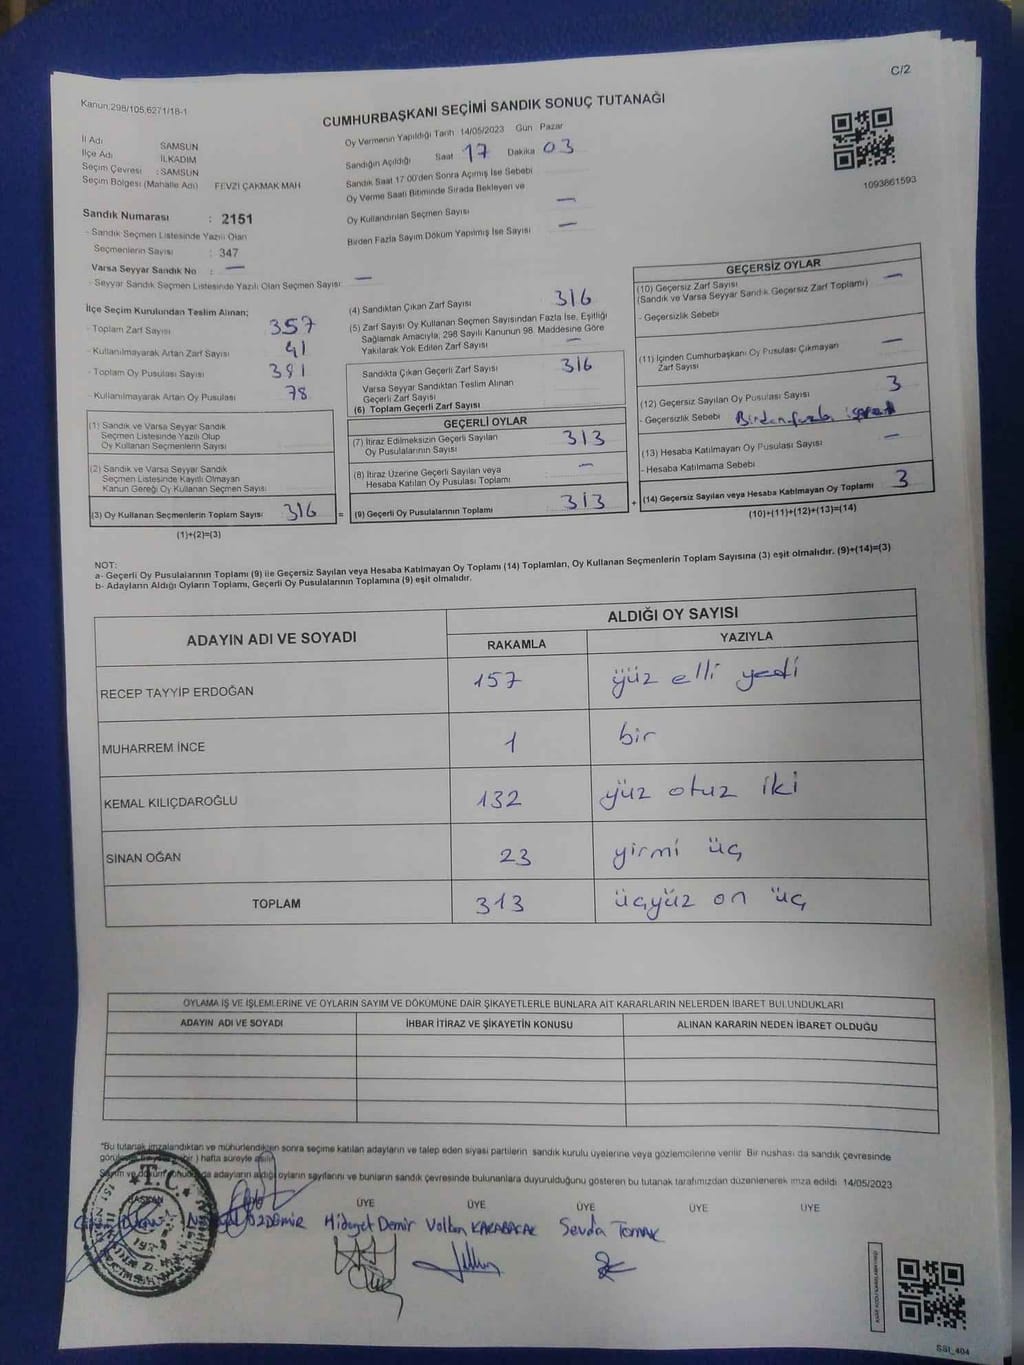 C/2
Kanun:298/105,6271/18-1
CUMHURBAŞKANI SEÇİMİ SANDIK SONUÇ TUTANAĞI
İl Adı SAMSUN
İlçe Adı İLKADIM
Seçim Çevresi : SAMSUN
Seçim Bölgesi (Mahalle Adı) FEVZİ ÇAKMAK MAH
Oy Vermenin Yapıldığı Tarih 14/05/2023 Gün Pazar
Sandığın Açıldığı Saat 17 Dakika 03
Sandık Saat 17 00'den Sonra Açımış İse Sebebi
Oy Verme Saati Bitiminde Sırada Bekleyen ve
Oy Kullandırılan Seçmen Sayısı —
Birden Fazla Sayım Döküm Yapılmış İse Sayısı —
1093861593
Sandık Numarası : 2151
- Sandık Seçmen Listesinde Yazılı Olan
Seçmenlerin Sayısı : 347
Varsa Seyyar Sandık No : —
- Seyyar Sandık Seçmen Listesinde Yazılı Olan Seçmen Sayısı: —
İlçe Seçim Kurulundan Teslim Alınan;
- Toplam Zarf Sayısı 357
- Kullanılmayarak Artan Zarf Sayısı 41
- Toplam Oy Pusulası Sayısı 391
- Kullanılmayarak Artan Oy Pusulası 78
(1) Sandık ve Varsa Seyyar Sandık
Seçmen Listesinde Yazılı Olup
Oy Kullanan Seçmenlerin Sayısı
(2) Sandık ve Varsa Seyyar Sandık
Seçmen Listesinde Kayıtlı Olmayan
Kanun Gereği Oy Kullanan Seçmen Sayısı
(3) Oy Kullanan Seçmenlerin Toplam Sayısı 316 =
(1)+(2)=(3)
(4) Sandıktan Çıkan Zarf Sayısı 316
(5) Zarf Sayısı Oy Kullanan Seçmen Sayısından Fazla İse, Eşitliği
Sağlamak Amacıyla, 298 Sayılı Kanunun 98. Maddesine Göre
Yakılarak Yok Edilen Zarf Sayısı —
Sandıkta Çıkan Geçerli Zarf Sayısı 316
Varsa Seyyar Sandıktan Teslim Alınan
Geçerli Zarf Sayısı
(6) Toplam Geçerli Zarf Sayısı
GEÇERLİ OYLAR
(7) İtiraz Edilmeksizin Geçerli Sayılan
Oy Pusulalarının Sayısı 313
(8) İtiraz Üzerine Geçerli Sayılan veya
Hesaba Katılan Oy Pusulası Toplamı —
(9) Geçerli Oy Pusulalarının Toplamı 313 +
GEÇERSİZ OYLAR
(10) Geçersiz Zarf Sayısı
(Sandık ve Varsa Seyyar Sandık Geçersiz Zarf Toplamı) —
- Geçersizlik Sebebi
(11) İçinden Cumhurbaşkanı Oy Pusulası Çıkmayan
Zarf Sayısı —
(12) Geçersiz Sayılan Oy Pusulası Sayısı 3
- Geçersizlik Sebebi Birden fazla işaret
(13) Hesaba Katılmayan Oy Pusulası Sayısı —
- Hesaba Katılmama Sebebi
(14) Geçersiz Sayılan veya Hesaba Katılmayan Oy Toplamı 3
(10)+(11)+(12)+(13)=(14)
NOT:
a- Geçerli Oy Pusulalarının Toplamı (9) ile Geçersiz Sayılan veya Hesaba Katılmayan Oy Toplamı (14) Toplamları, Oy Kullanan Seçmenlerin Toplam Sayısına (3) eşit olmalıdır. (9)+(14)=(3)
b- Adayların Aldığı Oyların Toplamı, Geçerli Oy Pusulalarının Toplamına (9) eşit olmalıdır.
ADAYIN ADI VE SOYADI ALDIĞI OY SAYISI
RAKAMLA YAZIYLA
RECEP TAYYİP ERDOĞAN 157 yüz elli yedi
MUHARREM İNCE 1 bir
KEMAL KILIÇDAROĞLU 132 yüz otuz iki
SİNAN OĞAN 23 yirmi üç
TOPLAM 313 üçyüz on üç
OYLAMA İŞ VE İŞLEMLERİNE VE OYLARIN SAYIM VE DÖKÜMÜNE DAİR ŞİKAYETLERLE BUNLARA AİT KARARLARIN NELERDEN İBARET BULUNDUKLARI
ADAYIN ADI VE SOYADI İHBAR İTİRAZ VE ŞİKAYETİN KONUSU ALINAN KARARIN NEDEN İBARET OLDUĞU
*Bu tutanak imzalandıktan ve mühürlendikten sonra seçime katılan adayların ve talep eden siyasi partilerin sandık kurulu üyelerine veya gözlemcilerine verilir Bir nüshası da sandık çevresinde
hafta süreyle asılır
Sayım ve döküm adayların aldığı oyların sayılarını ve bunların sandık çevresinde bulunanlara duyurulduğunu gösteren bu tutanak tarafımızdan düzenlenerek imza edildi 14/05/2023
T.C.
BAŞKAN ÜYE ÜYE ÜYE ÜYE ÜYE
ÖZDEMİR Hidayet Demir Volkan KARABACAK Sevda Tomak
SSI_404